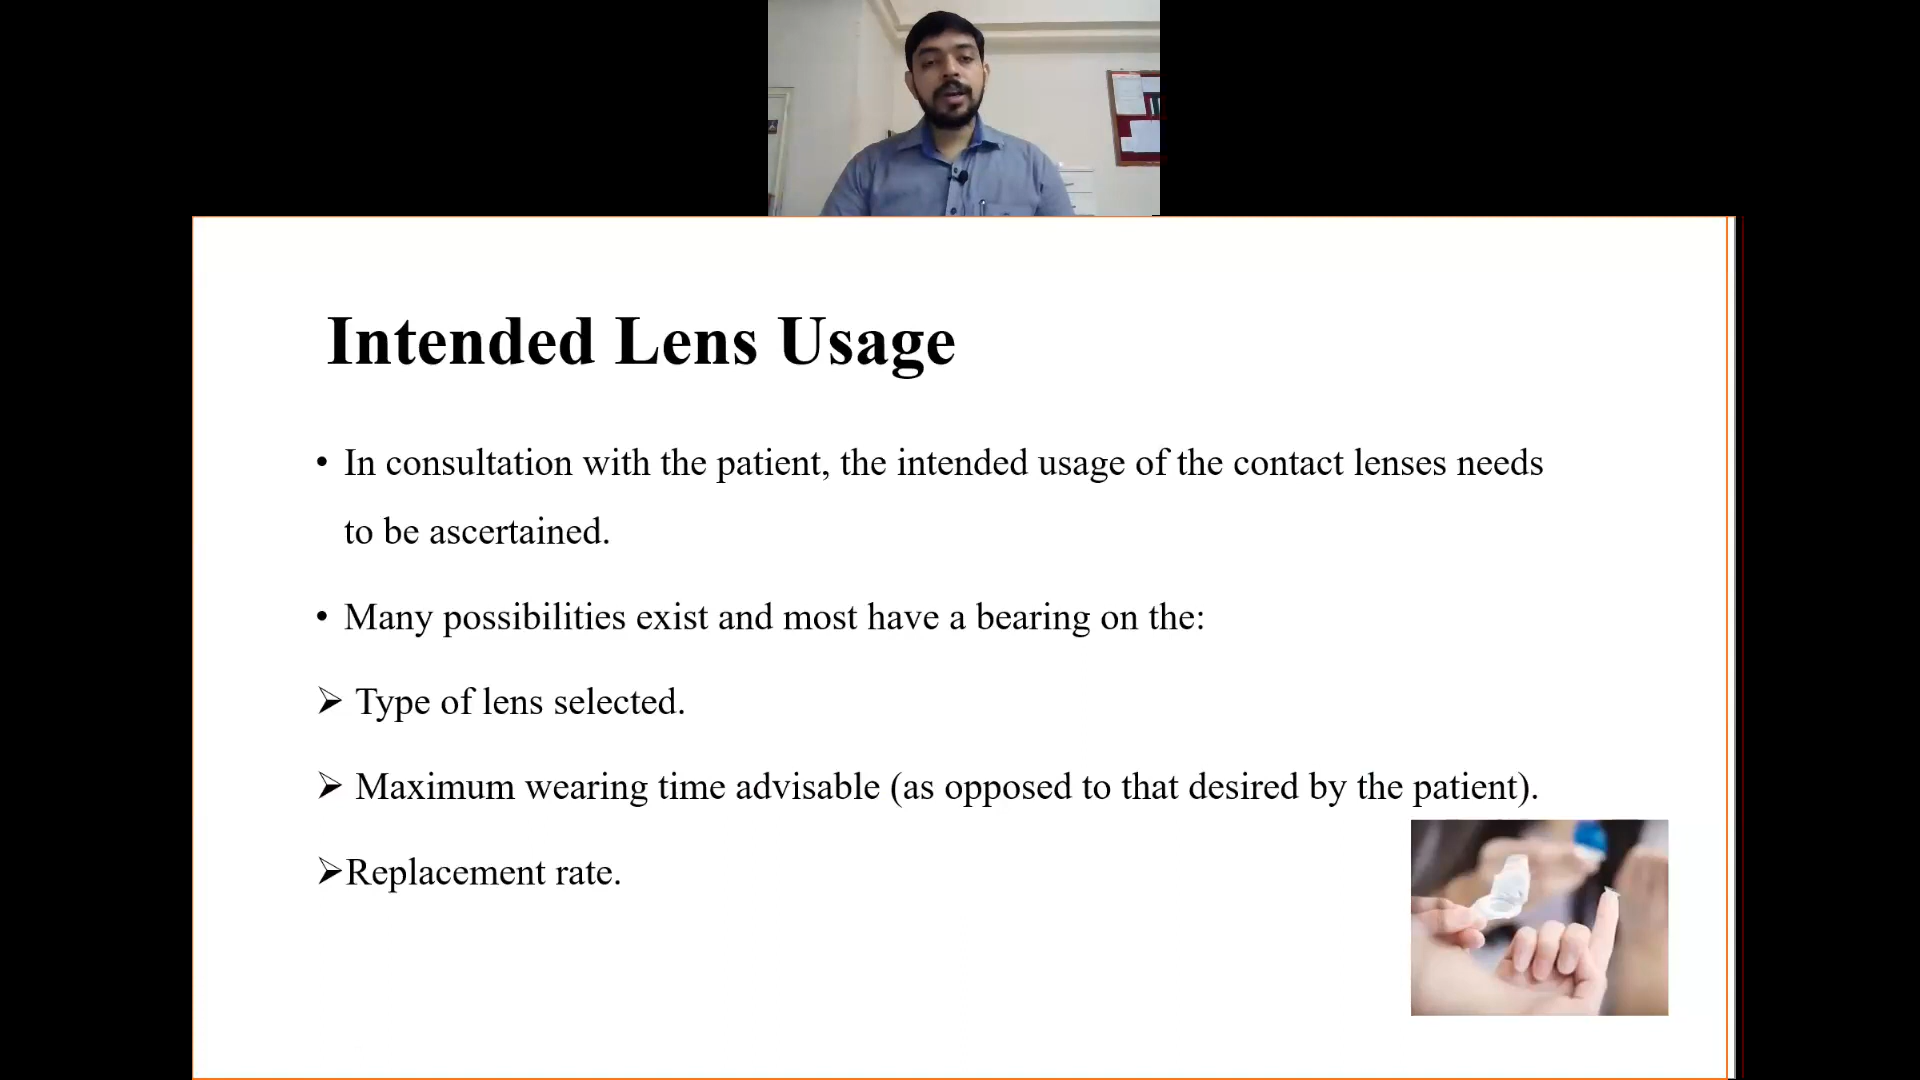 Intended Lens Usage
• In consultation with the patient, the intended usage of the contact lenses needs
to be ascertained.
• Many possibilities exist and most have a bearing on the:
➢ Type of lens selected.
➢ Maximum wearing time advisable (as opposed to that desired by the patient).
➢Replacement rate.